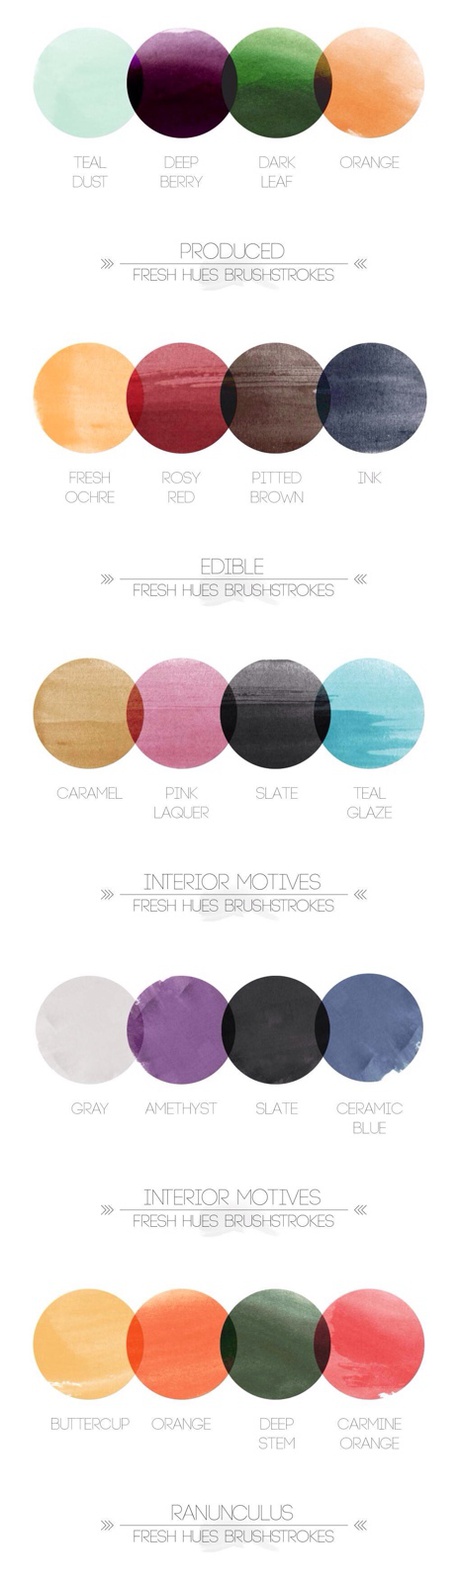 TEAL DUST
DEEP BERRY
DARK LEAF
ORANGE
PRODUCED
FRESH HUES BRUSHSTROKES
FRESH OCHRE
ROSY RED
PITTED BROWN
INK
EDIBLE
FRESH HUES BRUSHSTROKES
CARAMEL
PINK LAQUER
SLATE
TEAL GLAZE
INTERIOR MOTIVES
FRESH HUES BRUSHSTROKES
GRAY
AMETHYST
SLATE
CERAMIC BLUE
INTERIOR MOTIVES
FRESH HUES BRUSHSTROKES
BUTTERCUP
ORANGE
DEEP STEM
CARMINE ORANGE
RANUNCULUS
FRESH HUES BRUSHSTROKES